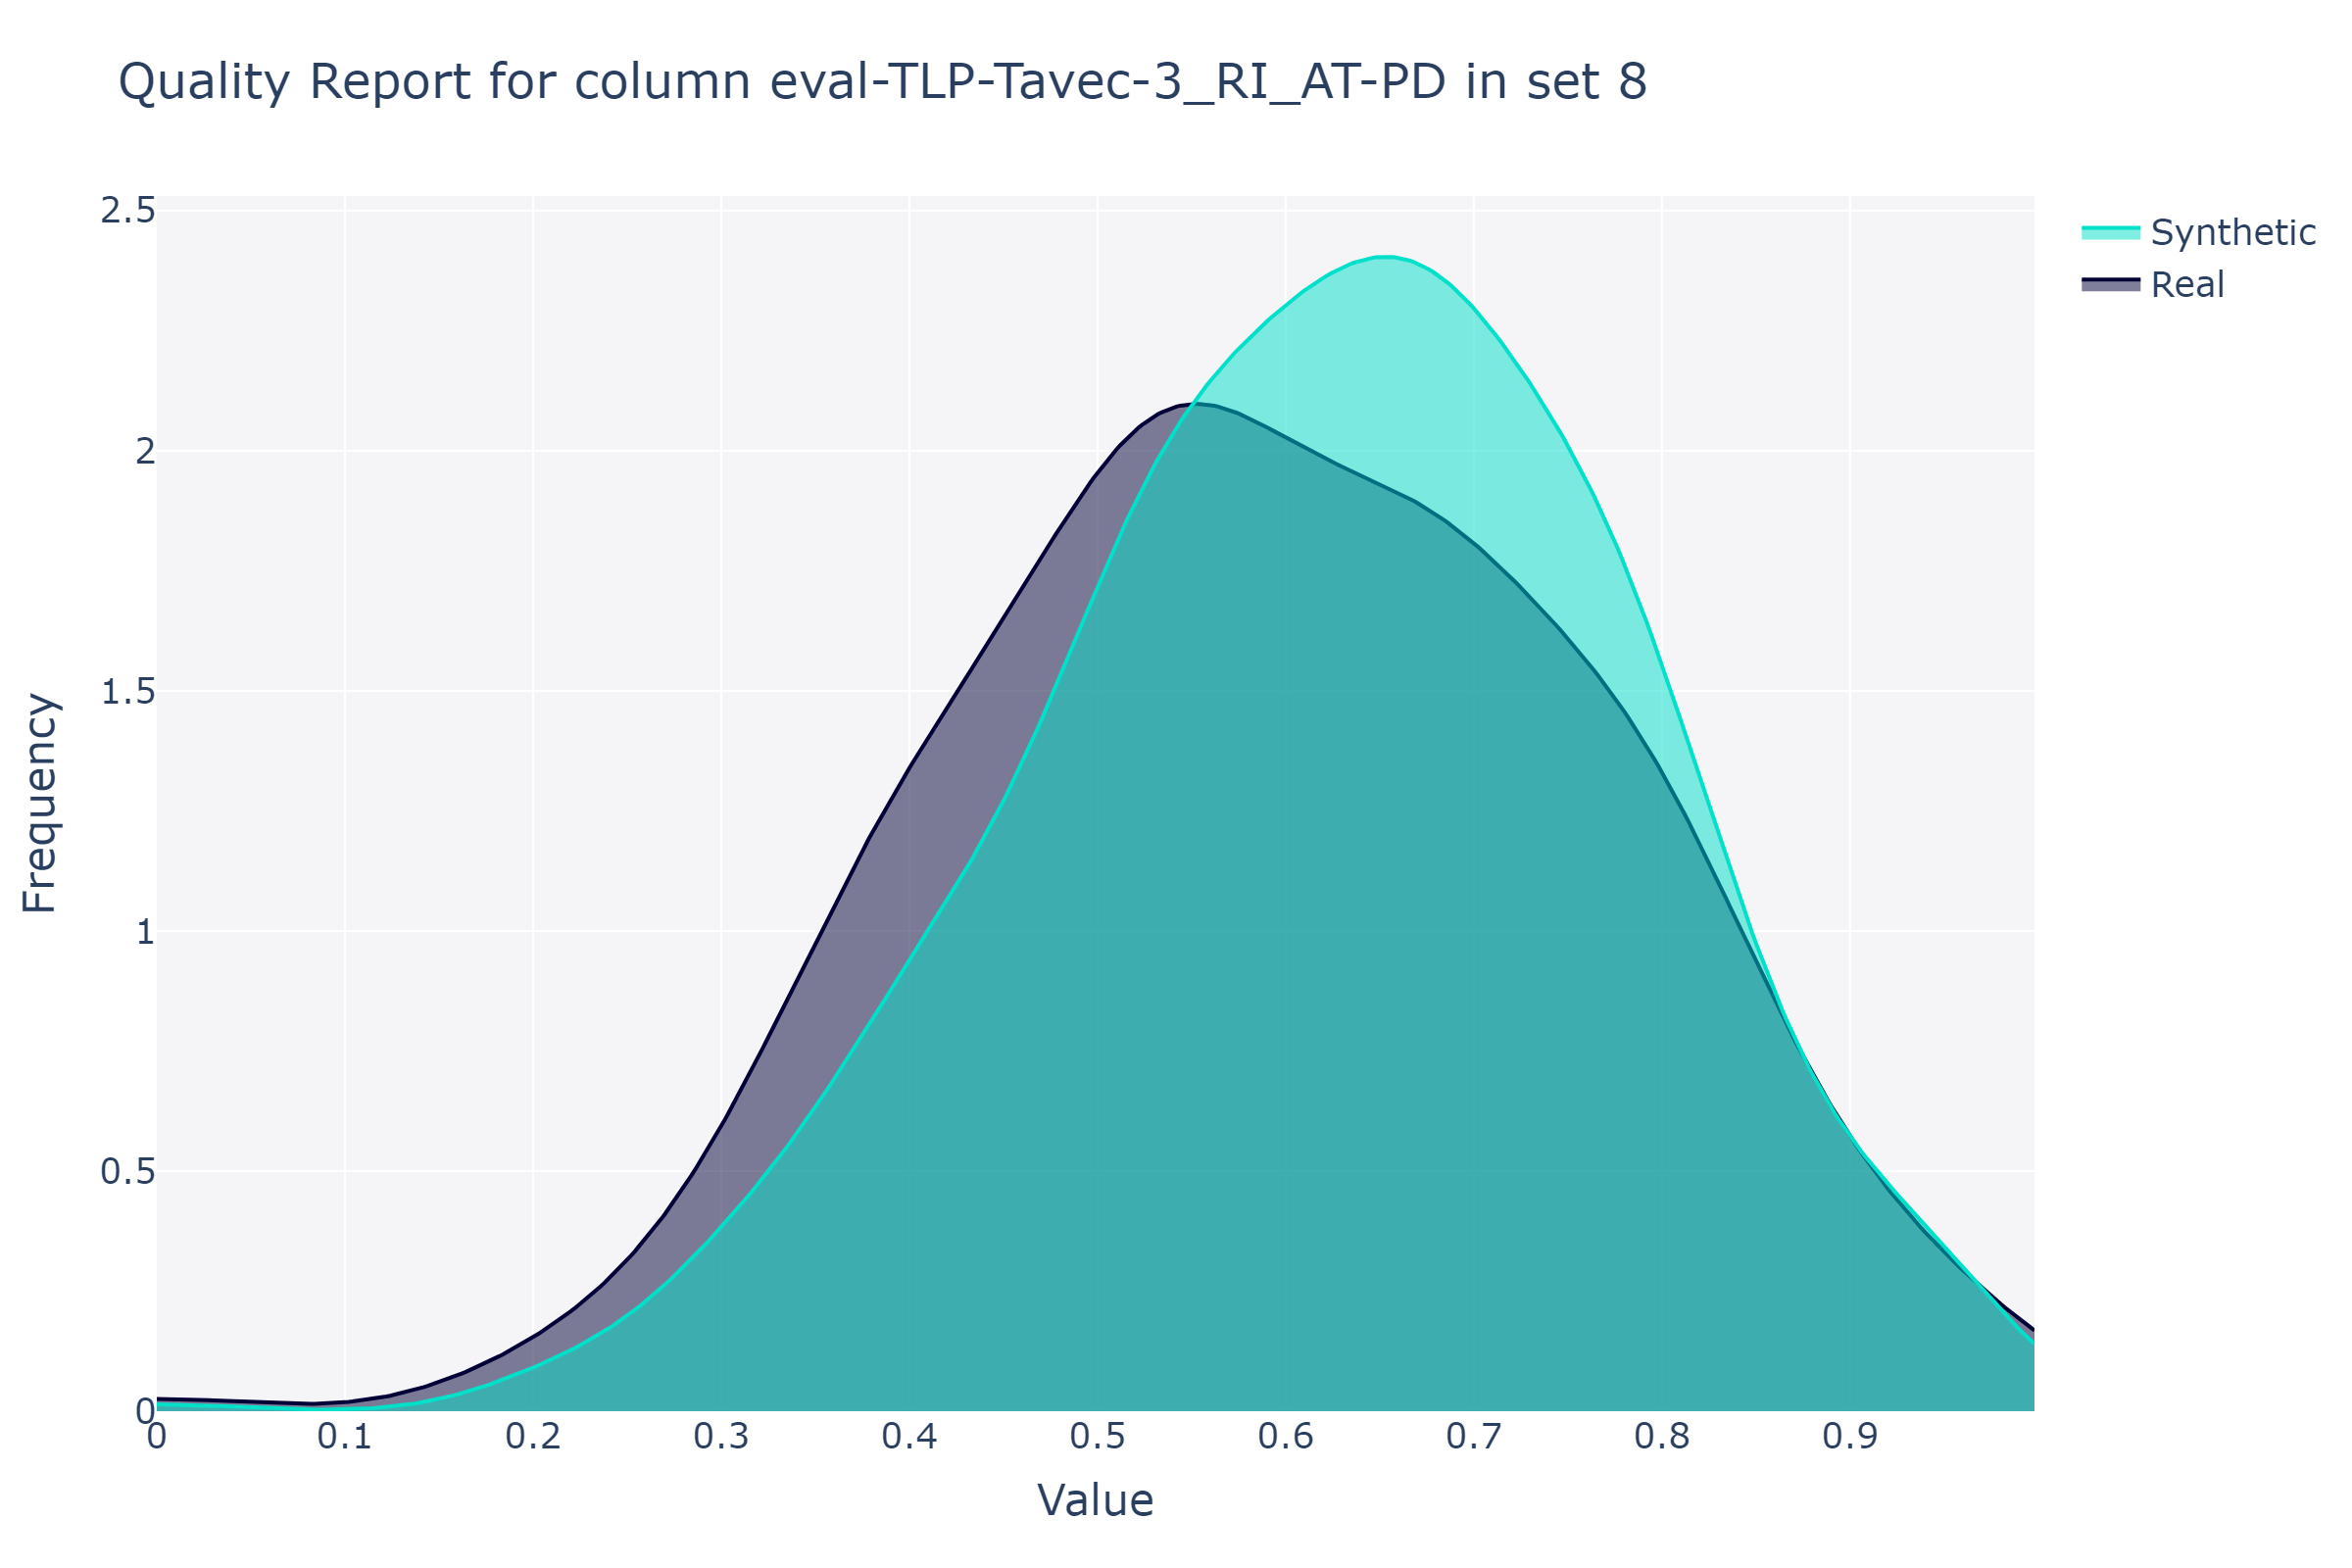 Quality Report for column eval-TLP-Tavec-3_RI_AT-PD in set 8
Synthetic
Real
Frequency
2.5
2
1.5
1
0.5
0
0 0.1 0.2 0.3 0.4 0.5 0.6 0.7 0.8 0.9
Value